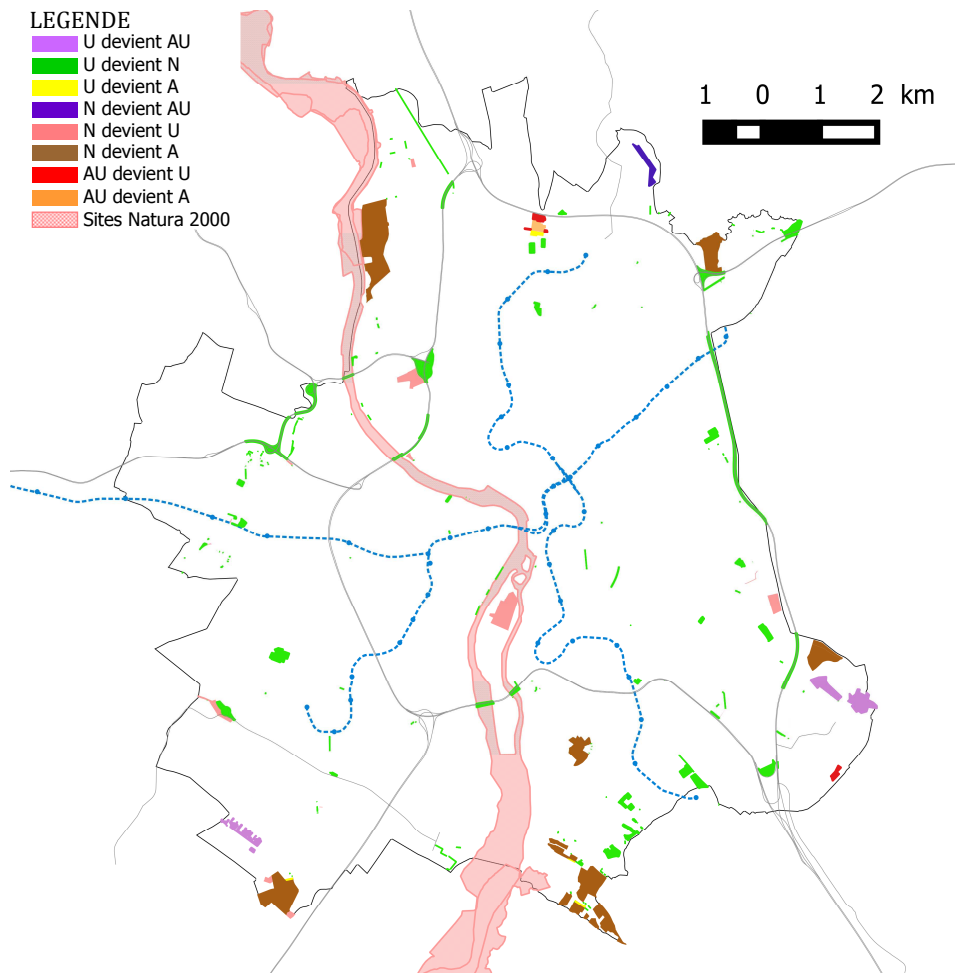 LEGENDE
U devient AU
U devient N
U devient A
N devient AU
N devient U
N devient A
AU devient U
AU devient A
Sites Natura 2000
1 0 1 2 km